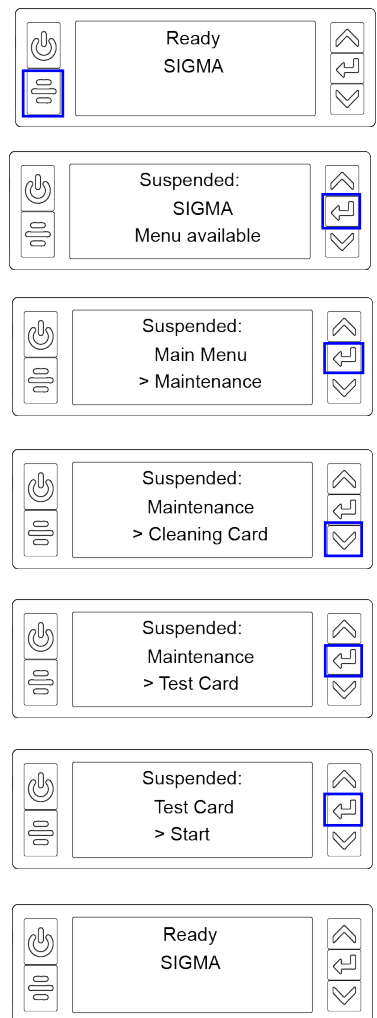 Ready
SIGMA
Suspended:
SIGMA
Menu available
Suspended:
Main Menu
> Maintenance
Suspended:
Maintenance
> Cleaning Card
Suspended:
Maintenance
> Test Card
Suspended:
Test Card
> Start
Ready
SIGMA